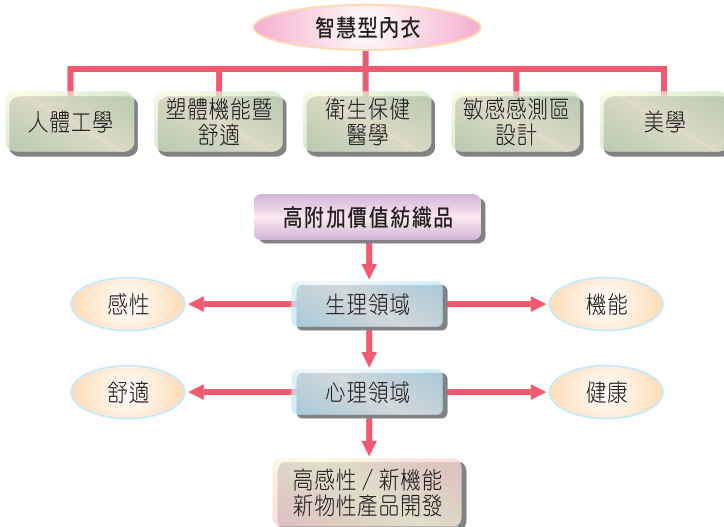 智慧型內衣
人體工學
塑體機能暨
舒適
衛生保健
醫學
敏感感測區
設計
美學
高附加價值紡織品
感性
生理領域
機能
舒適
心理領域
健康
高感性/新機能
新物性產品開發